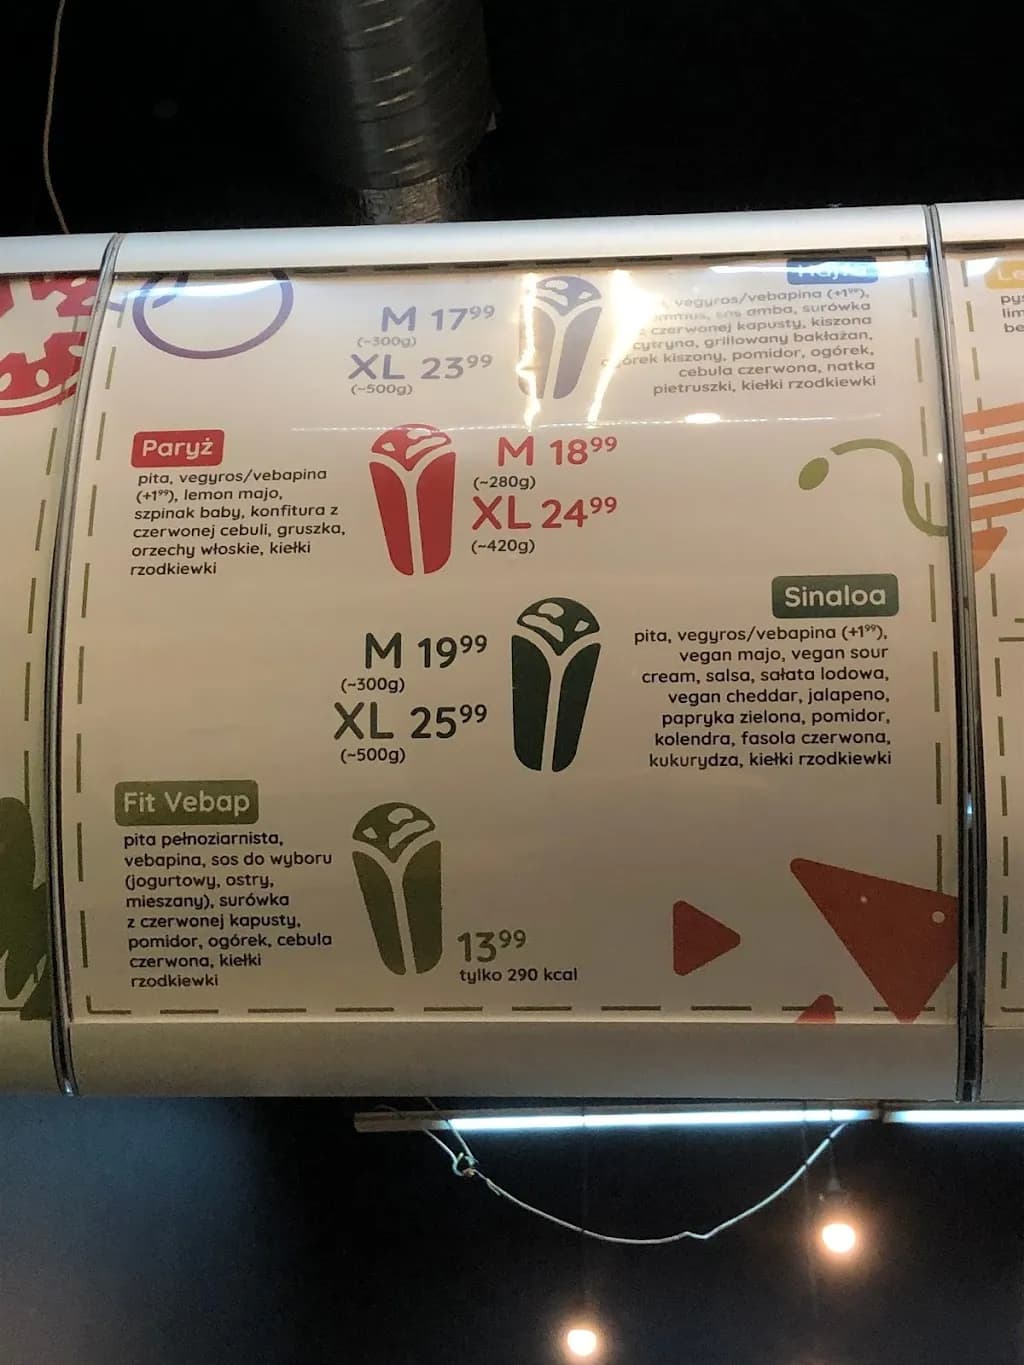 M 17⁹⁹
(~300g)
XL 23⁹⁹
(~500g)
vegyros/vebapina (+1⁹⁹),
sos amba, surówka
z czerwonej kapusty, kiszona
cytryna, grillowany bakłażan,
ogórek kiszony, pomidor, ogórek,
cebula czerwona, natka
pietruszki, kiełki rzodkiewki
Paryż
pita, vegyros/vebapina
(+1⁹⁹), lemon majo,
szpinak baby, konfitura z
czerwonej cebuli, gruszka,
orzechy włoskie, kiełki
rzodkiewki
M 18⁹⁹
(~280g)
XL 24⁹⁹
(~420g)
Sinaloa
pita, vegyros/vebapina (+1⁹⁹),
vegan majo, vegan sour
cream, salsa, sałata lodowa,
vegan cheddar, jalapeno,
papryka zielona, pomidor,
kolendra, fasola czerwona,
kukurydza, kiełki rzodkiewki
M 19⁹⁹
(~300g)
XL 25⁹⁹
(~500g)
Fit Vebap
pita pełnoziarnista,
vebapina, sos do wyboru
(jogurtowy, ostry,
mieszany), surówka
z czerwonej kapusty,
pomidor, ogórek, cebula
czerwona, kiełki
rzodkiewki
13⁹⁹
tylko 290 kcal